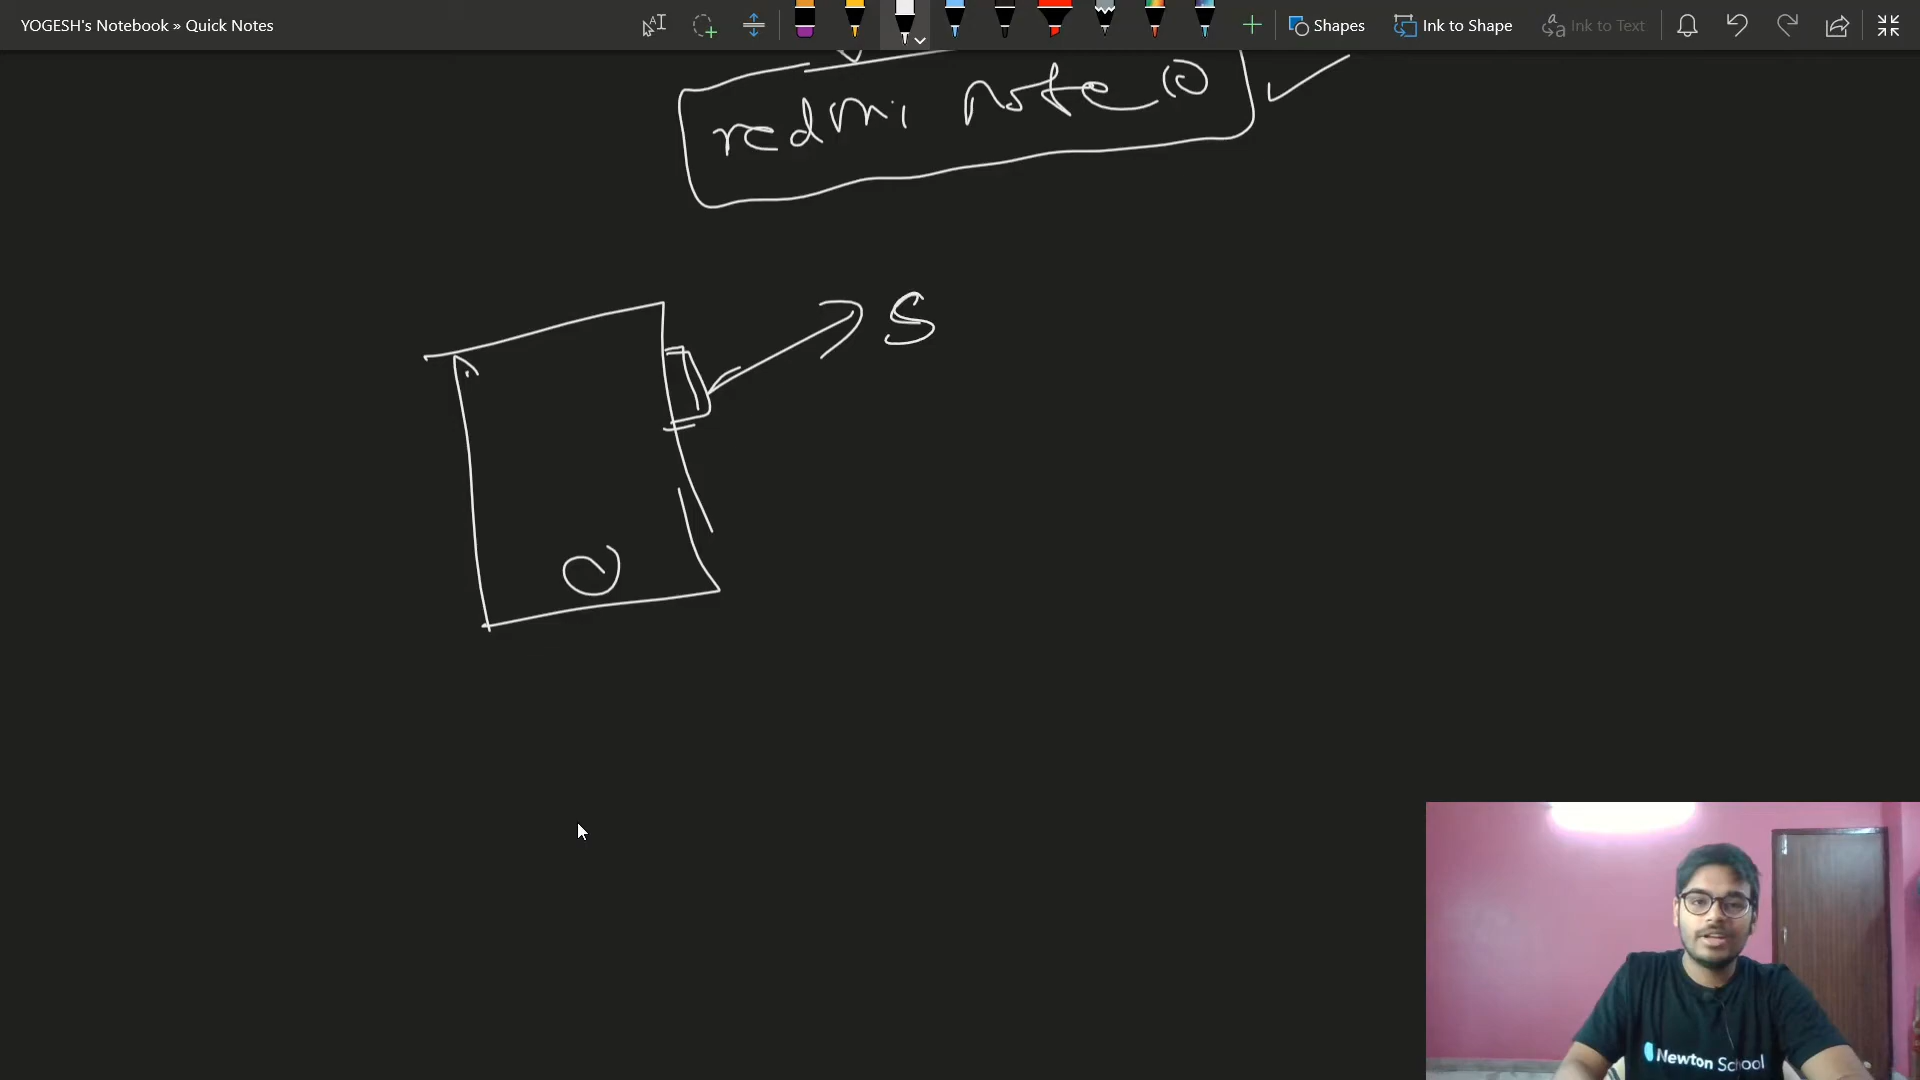 YOGESH's Notebook » Quick Notes
Shapes
Ink to Shape
Ink to Text
redmi note 10
S
Newton School